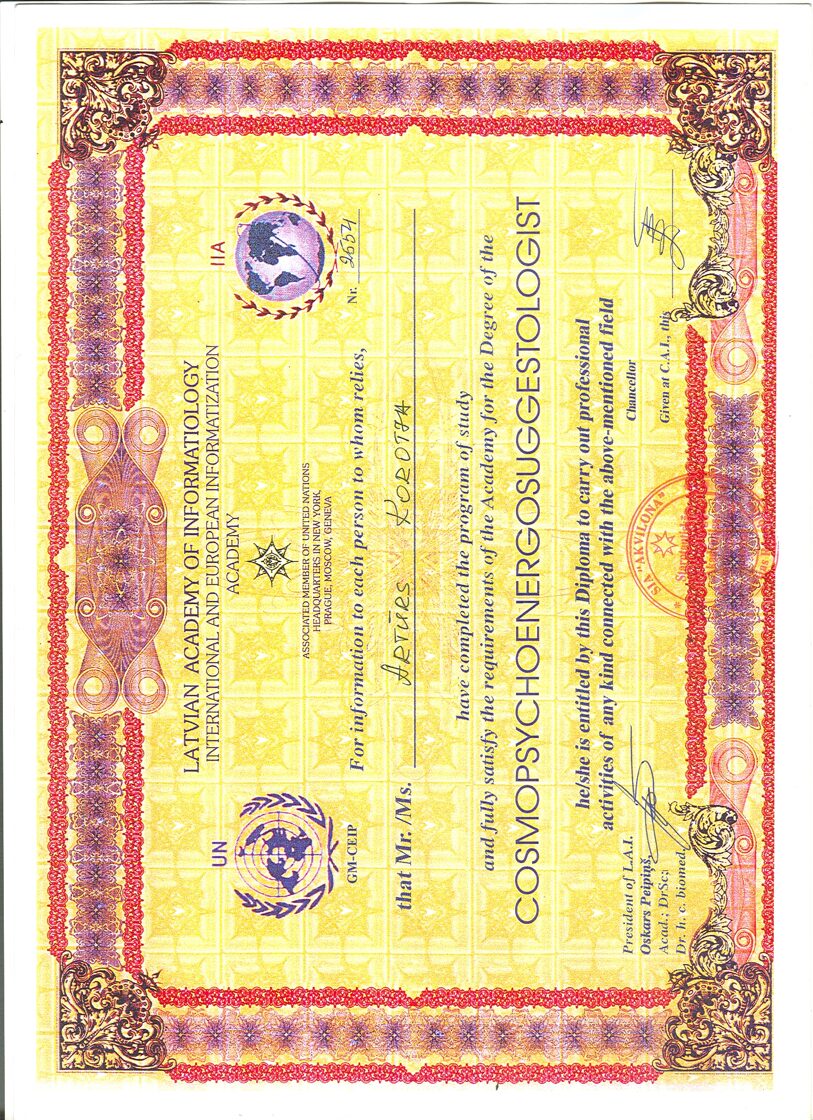 LATVIAN ACADEMY OF INFORMATIOLOGY
INTERNATIONAL AND EUROPEAN INFORMATIZATION
ACADEMY
UN
IIA
ASSOCIATED MEMBER OF UNITED NATIONS
HEADQUARTERS IN NEW YORK,
PRAGUE, MOSCOW, GENEVA
GM-CEIP
Nr. 2654
For information to each person to whom relies,
that Mr. /Ms. ARTŪRS KOROTJA
have completed the program of study
and fully satisfy the requirements of the Academy for the Degree of the
COSMOPSYCHOENERGOSUGGESTOLOGIST
he/she is entitled by this Diploma to carry out professional
activities of any kind connected with the above-mentioned field
President of L.A.I.
Oskars Peipiņš,
Acad.; DrSc;
Dr. h. c. biomed.
Chancellor
Given at C.A.I., this
* SIA "AKVILONA" *